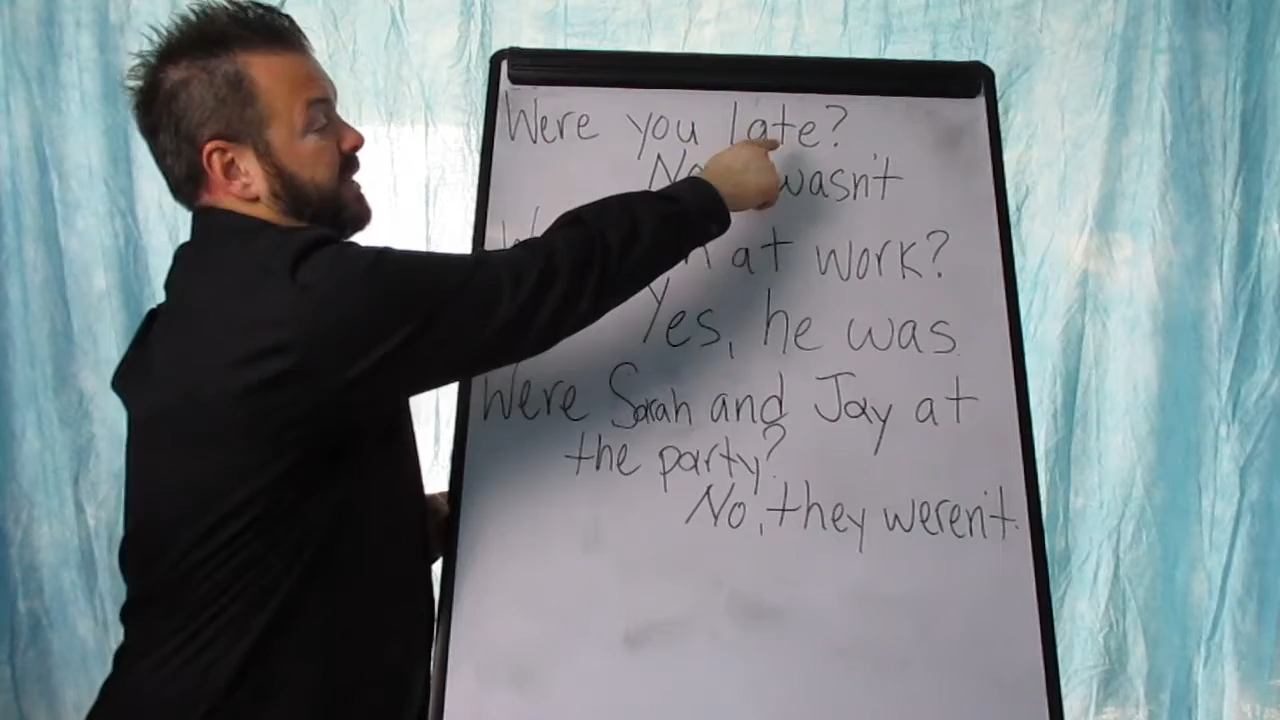 Were you late?
No wasn't
at work?
Yes, he was.
Were Sarah and Jay at
the party?
No, they weren't.